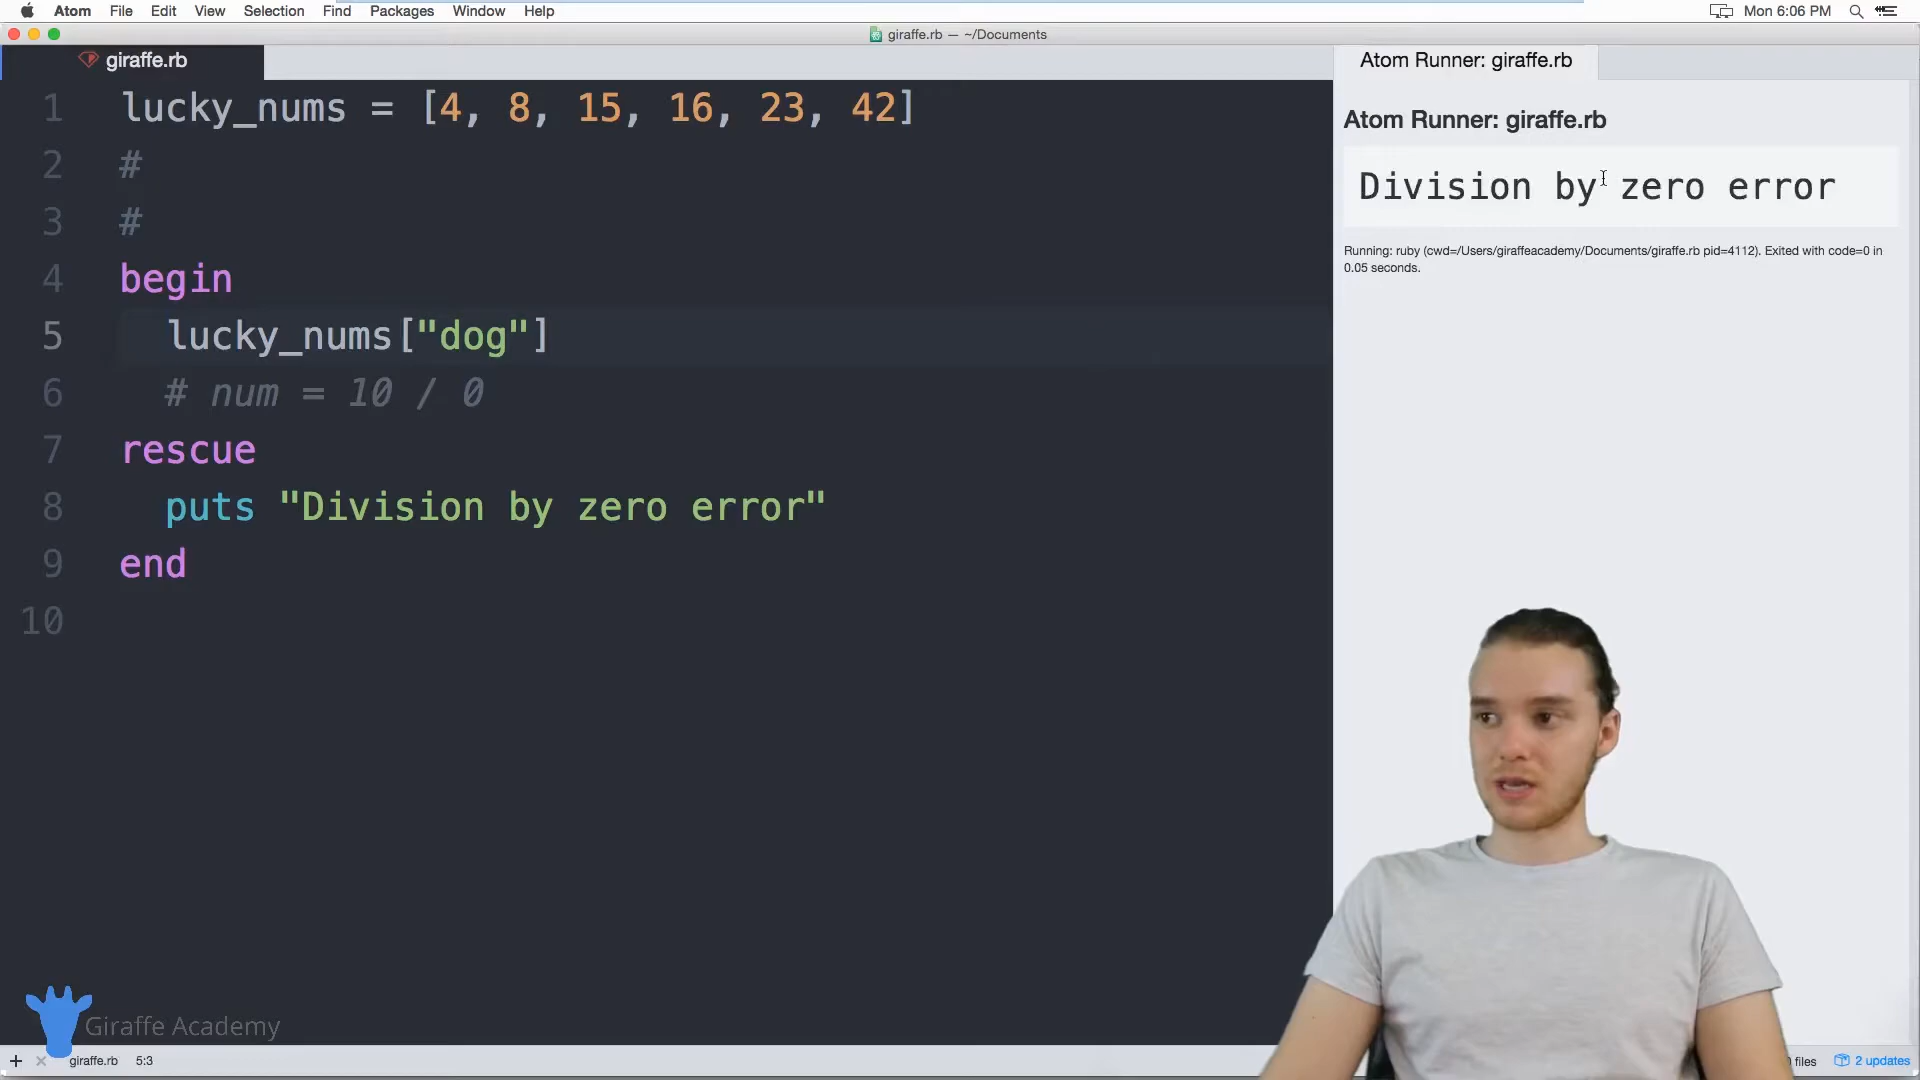 Atom File Edit View Selection Find Packages Window Help Mon 6:06 PM
giraffe.rb — ~/Documents
giraffe.rb
1 lucky_nums = [4, 8, 15, 16, 23, 42]
2 #
3 #
4 begin
5 lucky_nums["dog"]
6 # num = 10 / 0
7 rescue
8 puts "Division by zero error"
9 end
10
Atom Runner: giraffe.rb
Atom Runner: giraffe.rb
Division by zero error
Running: ruby (cwd=/Users/giraffeacademy/Documents/giraffe.rb pid=4112). Exited with code=0 in
0.05 seconds.
Giraffe Academy
giraffe.rb 5:3 files 2 updates